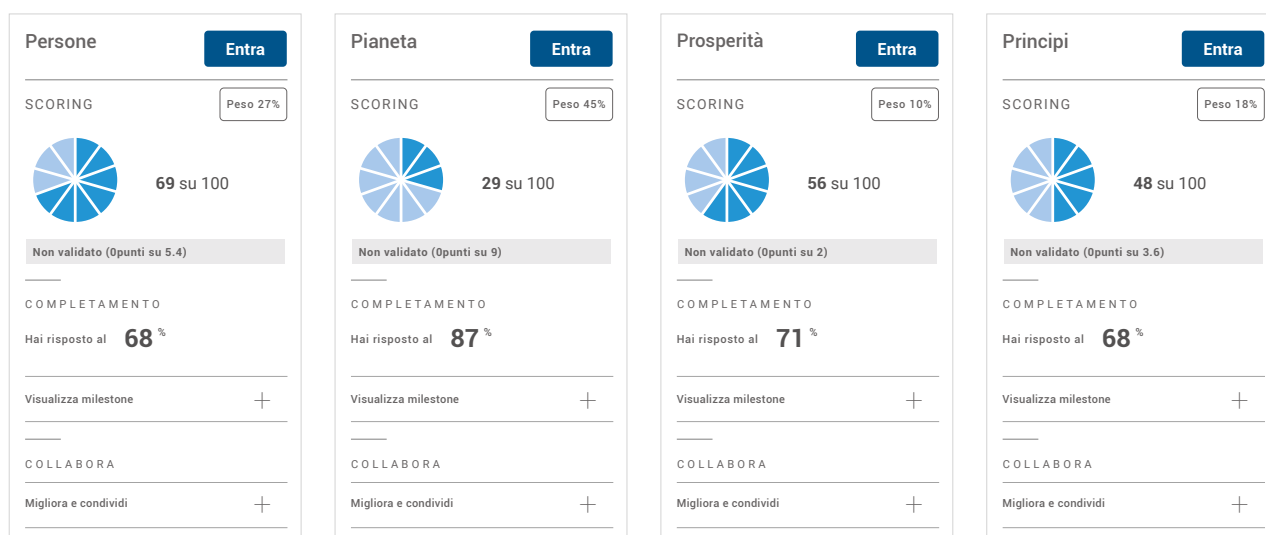 Persone
Entra
SCORING
Peso 27%
69 su 100
Non validato (0punti su 5.4)
COMPLETAMENTO
Hai risposto al 68 %
Visualizza milestone
COLLABORA
Migliora e condividi
Pianeta
Entra
SCORING
Peso 45%
29 su 100
Non validato (0punti su 9)
COMPLETAMENTO
Hai risposto al 87 %
Visualizza milestone
COLLABORA
Migliora e condividi
Prosperità
Entra
SCORING
Peso 10%
56 su 100
Non validato (0punti su 2)
COMPLETAMENTO
Hai risposto al 71 %
Visualizza milestone
COLLABORA
Migliora e condividi
Principi
Entra
SCORING
Peso 18%
48 su 100
Non validato (0punti su 3.6)
COMPLETAMENTO
Hai risposto al 68 %
Visualizza milestone
COLLABORA
Migliora e condividi